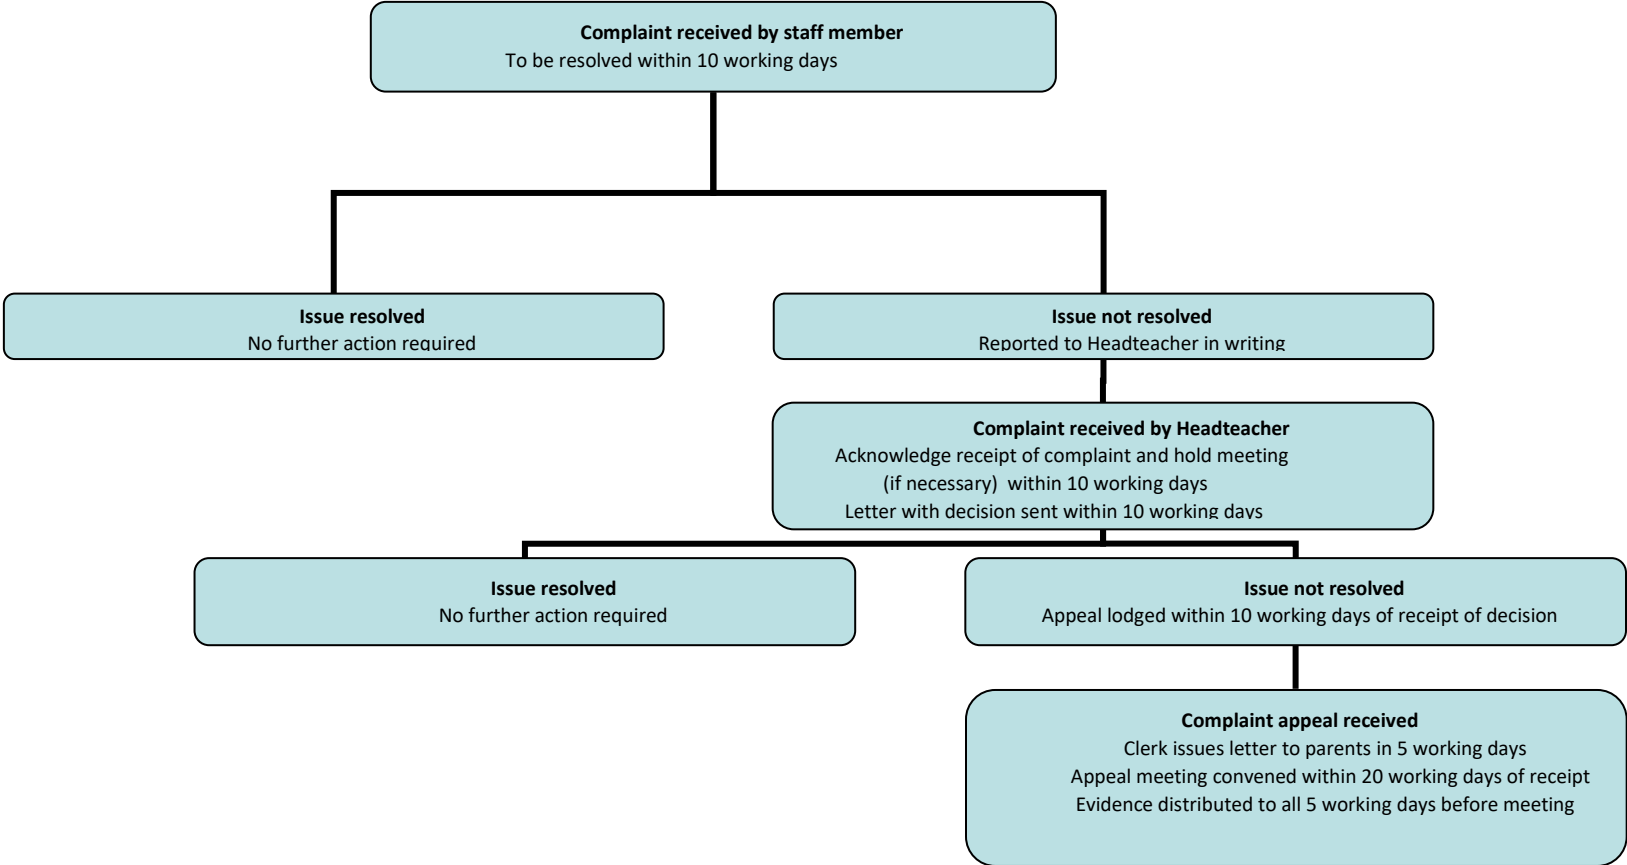 Complaint received by staff member
To be resolved within 10 working days
Issue resolved
No further action required
Issue not resolved
Reported to Headteacher in writing
Complaint received by Headteacher
Acknowledge receipt of complaint and hold meeting
(if necessary) within 10 working days
Letter with decision sent within 10 working days
Issue resolved
No further action required
Issue not resolved
Appeal lodged within 10 working days of receipt of decision
Complaint appeal received
Clerk issues letter to parents in 5 working days
Appeal meeting convened within 20 working days of receipt
Evidence distributed to all 5 working days before meeting